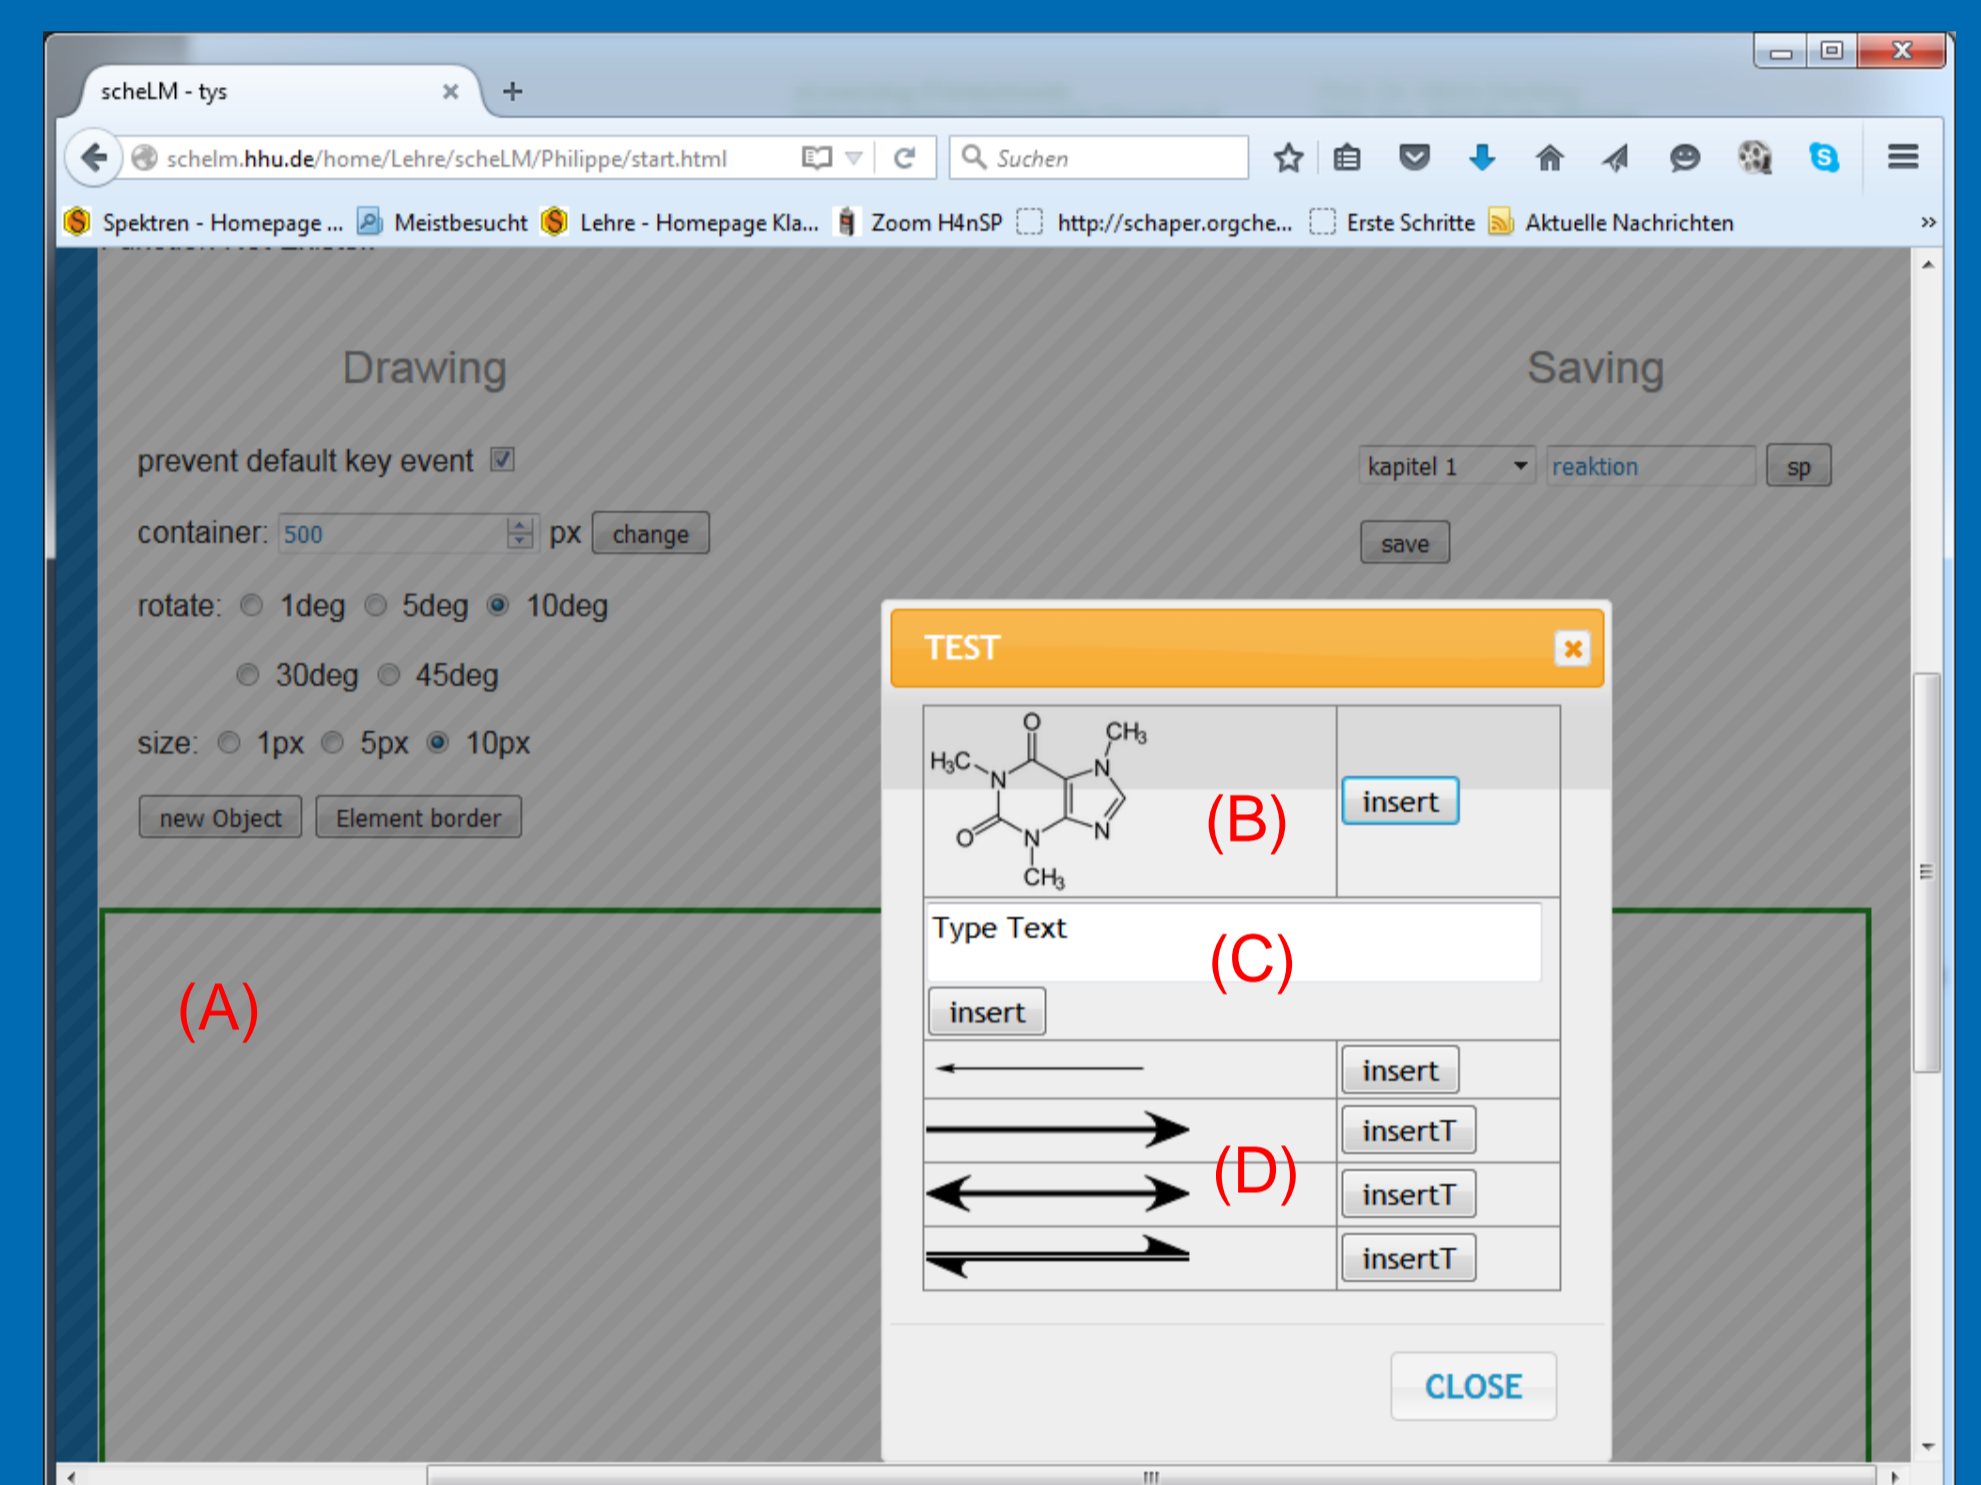 scheLM - tys
schelm.hhu.de/home/Lehre/scheLM/Philippe/start.html
Suchen
Spektren - Homepage ...
Meistbesucht
Lehre - Homepage Kla...
Zoom H4nSP
http://schaper.orgche...
Erste Schritte
Aktuelle Nachrichten
»
Drawing
Saving
prevent default key event
kapitel 1
reaktion
sp
container: 500 px change
save
rotate: 1deg 5deg 10deg
30deg 45deg
size: 1px 5px 10px
new Object
Element border
(A)
TEST
O
CH3
H3C
N
N
O
N
N
CH3
(B)
insert
Type Text
(C)
insert
insert
insertT
(D)
insertT
insertT
CLOSE